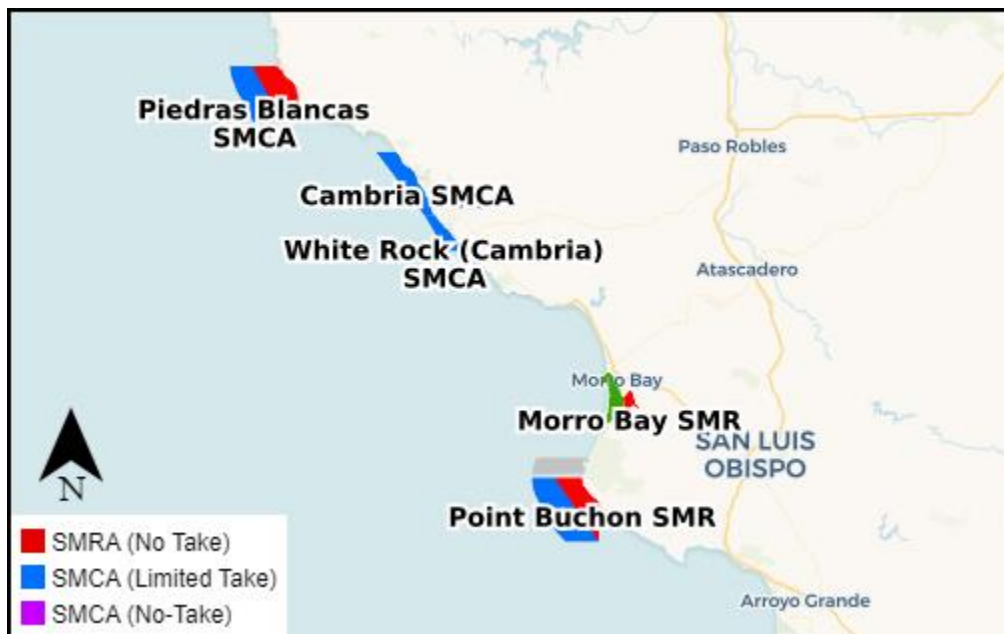 Piedras Blancas
SMCA
Paso Robles
Cambria SMCA
White Rock (Cambria)
SMCA
Atascadero
Morro Bay
Morro Bay SMR
SAN LUIS
OBISPO
Point Buchon SMR
N
SMRA (No Take)
SMCA (Limited Take)
SMCA (No-Take)
Arroyo Grande